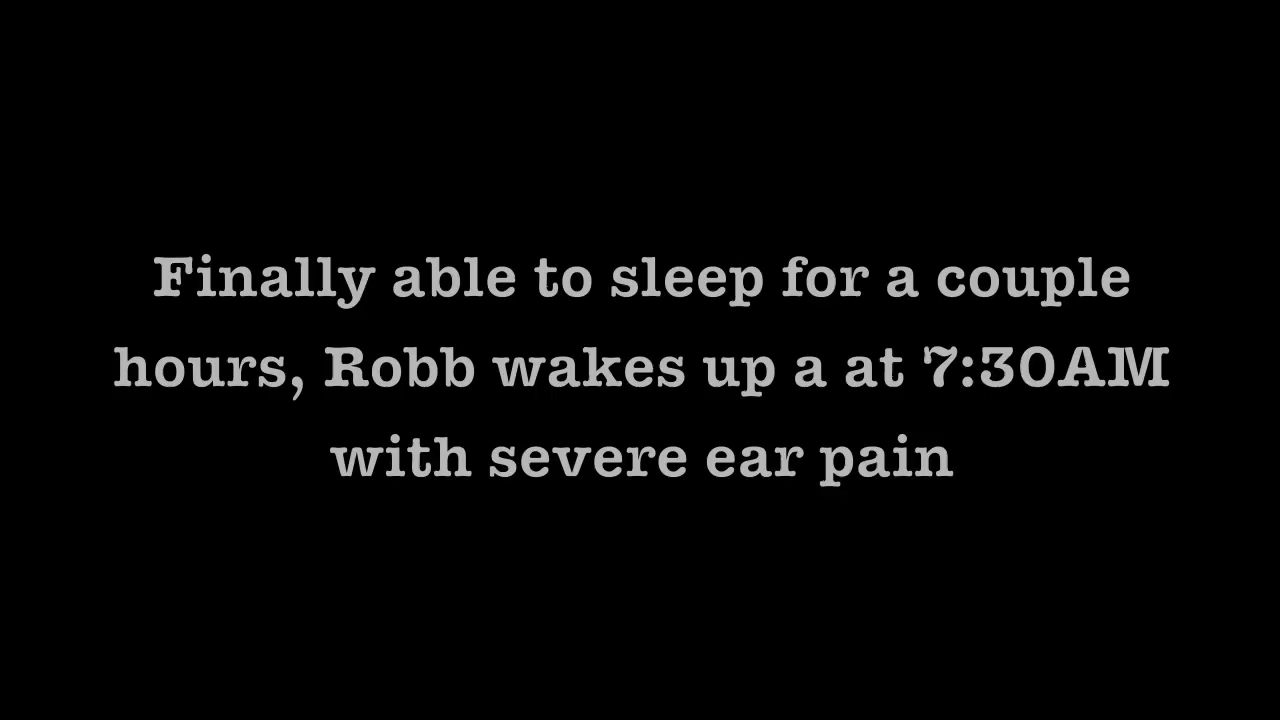 Finally able to sleep for a couple
hours, Robb wakes up a at 7:30AM
with severe ear pain